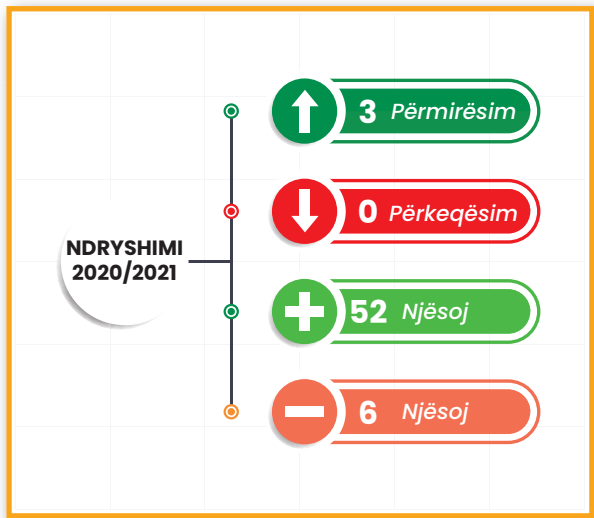 NDRYSHIMI
2020/2021
3 Përmirësim
0 Përkeqësim
52 Njësoj
6 Njësoj